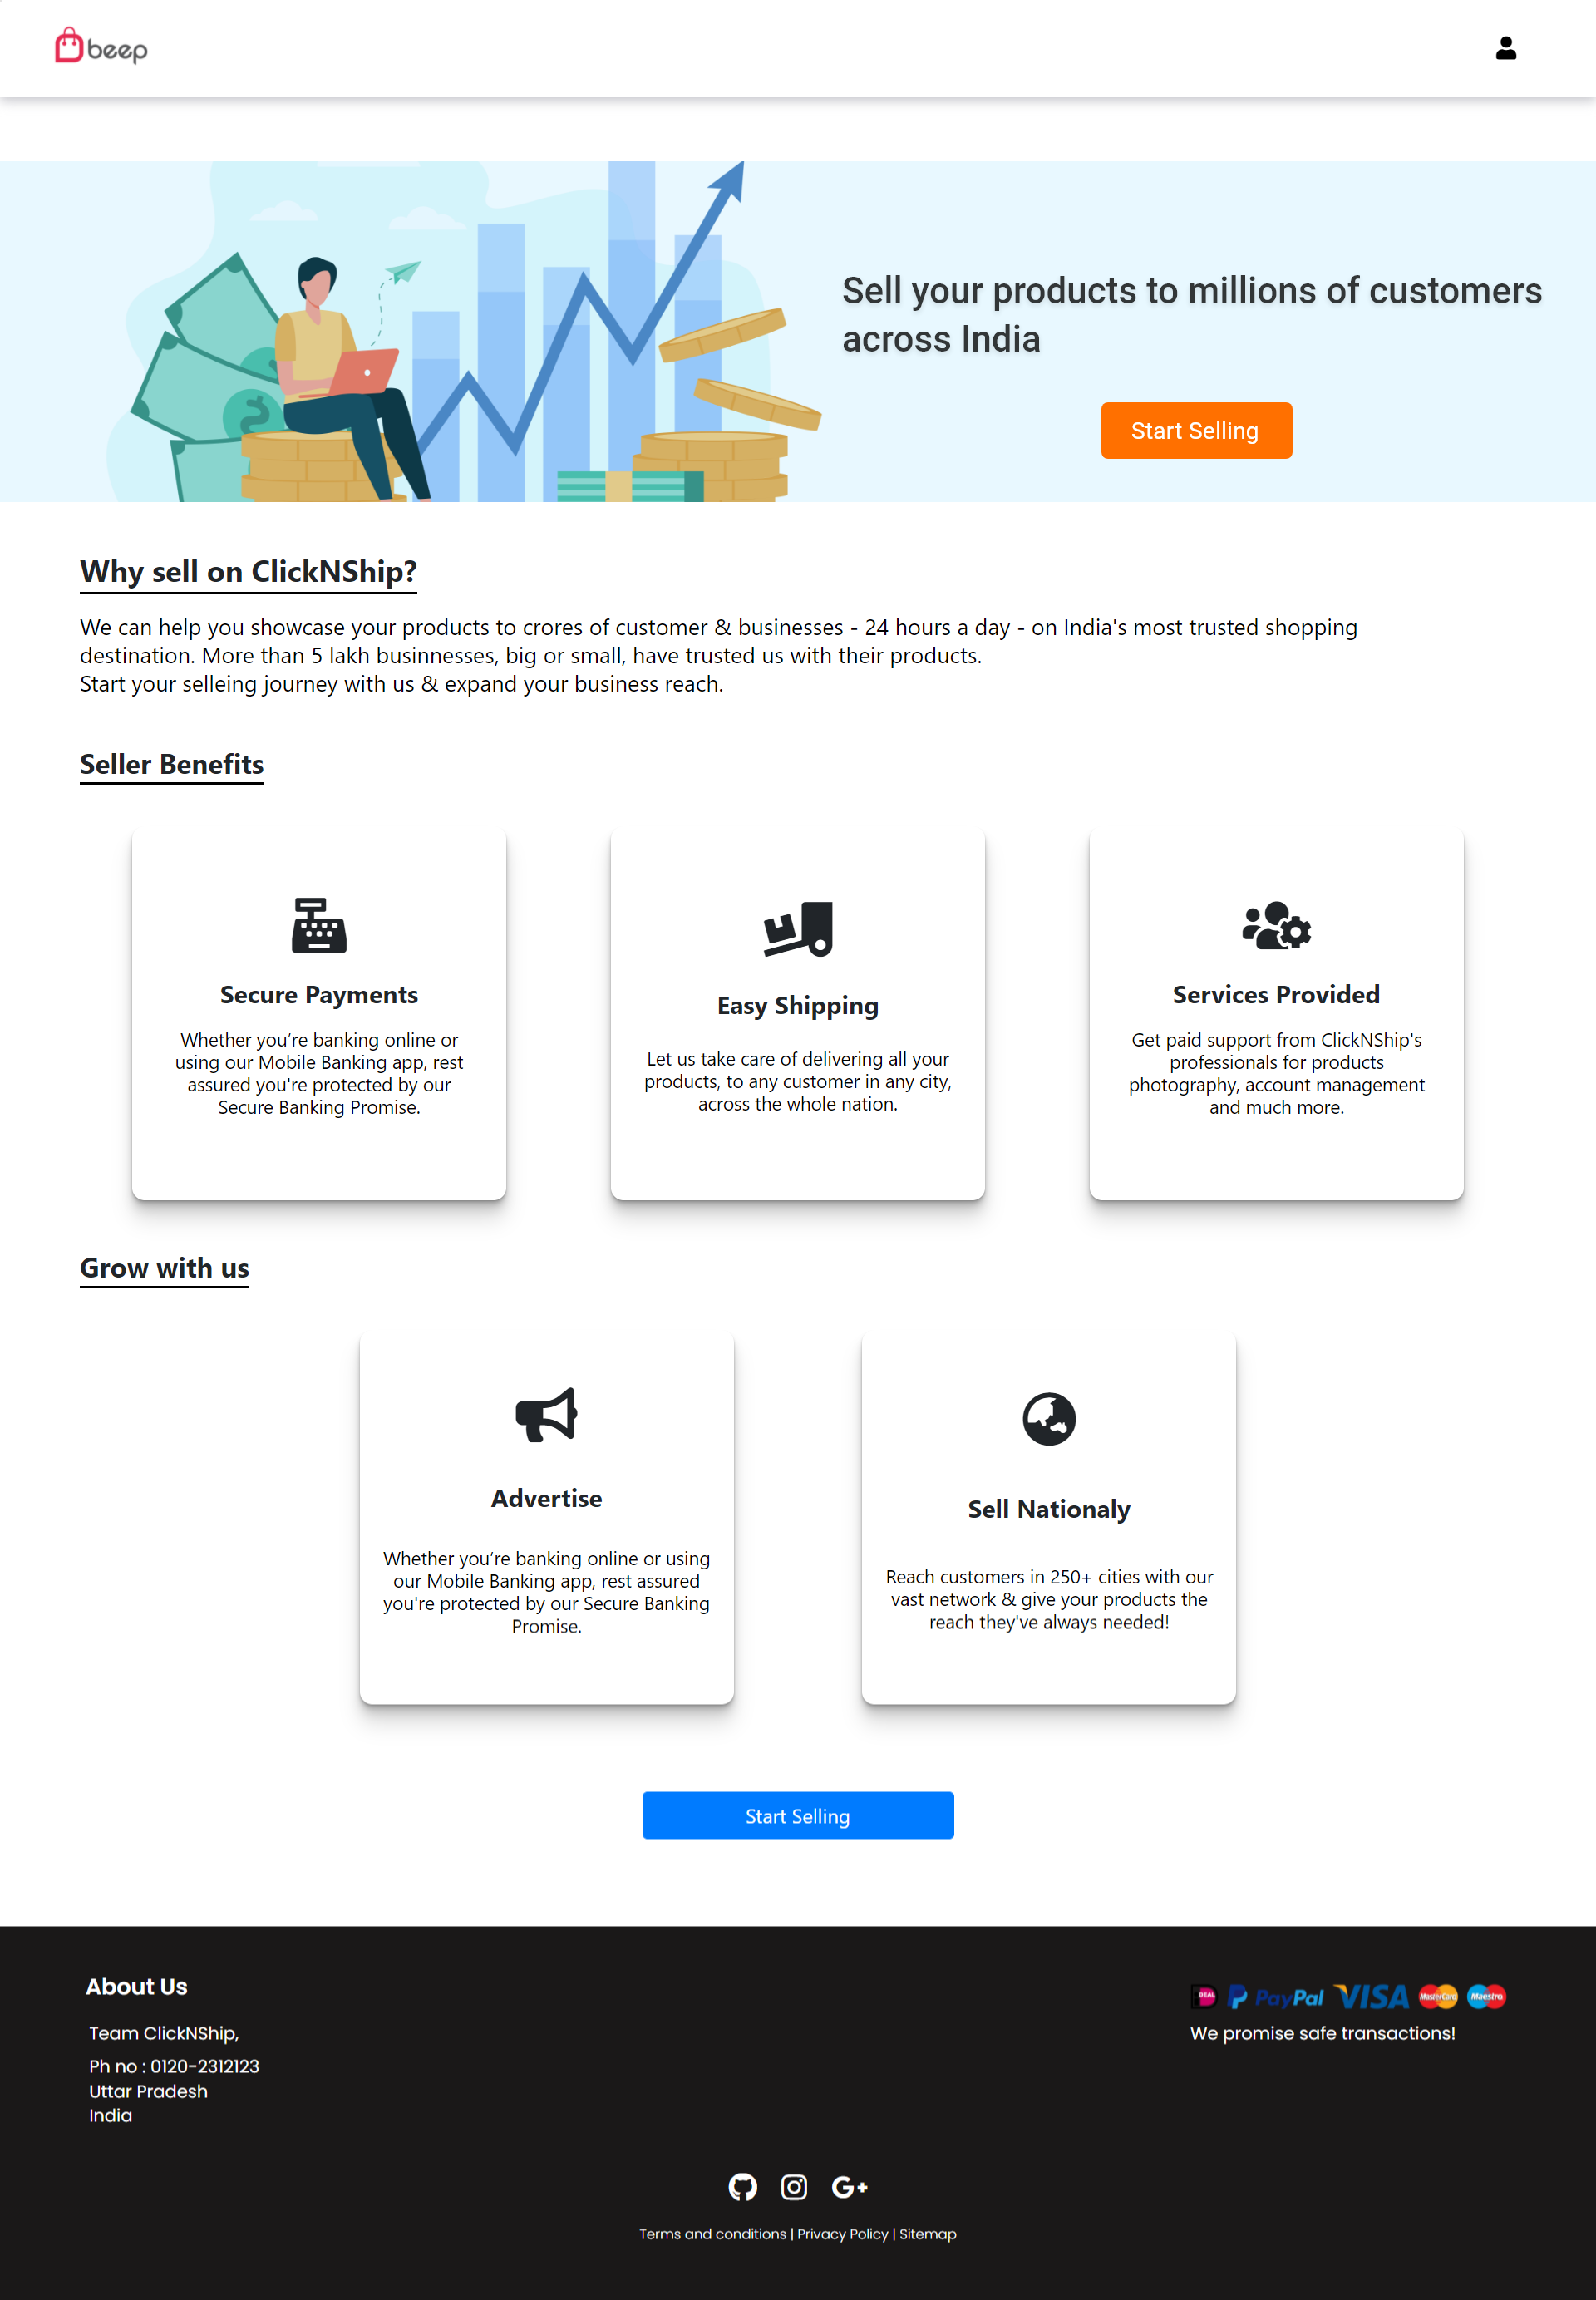 beep
Sell your products to millions of customers
across India
Start Selling
Why sell on ClickNShip?
We can help you showcase your products to crores of customer & businesses - 24 hours a day - on India's most trusted shopping
destination. More than 5 lakh businnesses, big or small, have trusted us with their products.
Start your selleing journey with us & expand your business reach.
Seller Benefits
Secure Payments
Whether you’re banking online or
using our Mobile Banking app, rest
assured you're protected by our
Secure Banking Promise.
Easy Shipping
Let us take care of delivering all your
products, to any customer in any city,
across the whole nation.
Services Provided
Get paid support from ClickNShip's
professionals for products
photography, account management
and much more.
Grow with us
Advertise
Whether you’re banking online or using
our Mobile Banking app, rest assured
you're protected by our Secure Banking
Promise.
Sell Nationaly
Reach customers in 250+ cities with our
vast network & give your products the
reach they've always needed!
Start Selling
About Us
Team ClickNShip,
Ph no : 0120-2312123
Uttar Pradesh
India
DEAL PayPal VISA MasterCard Maestro
We promise safe transactions!
G+
Terms and conditions | Privacy Policy | Sitemap